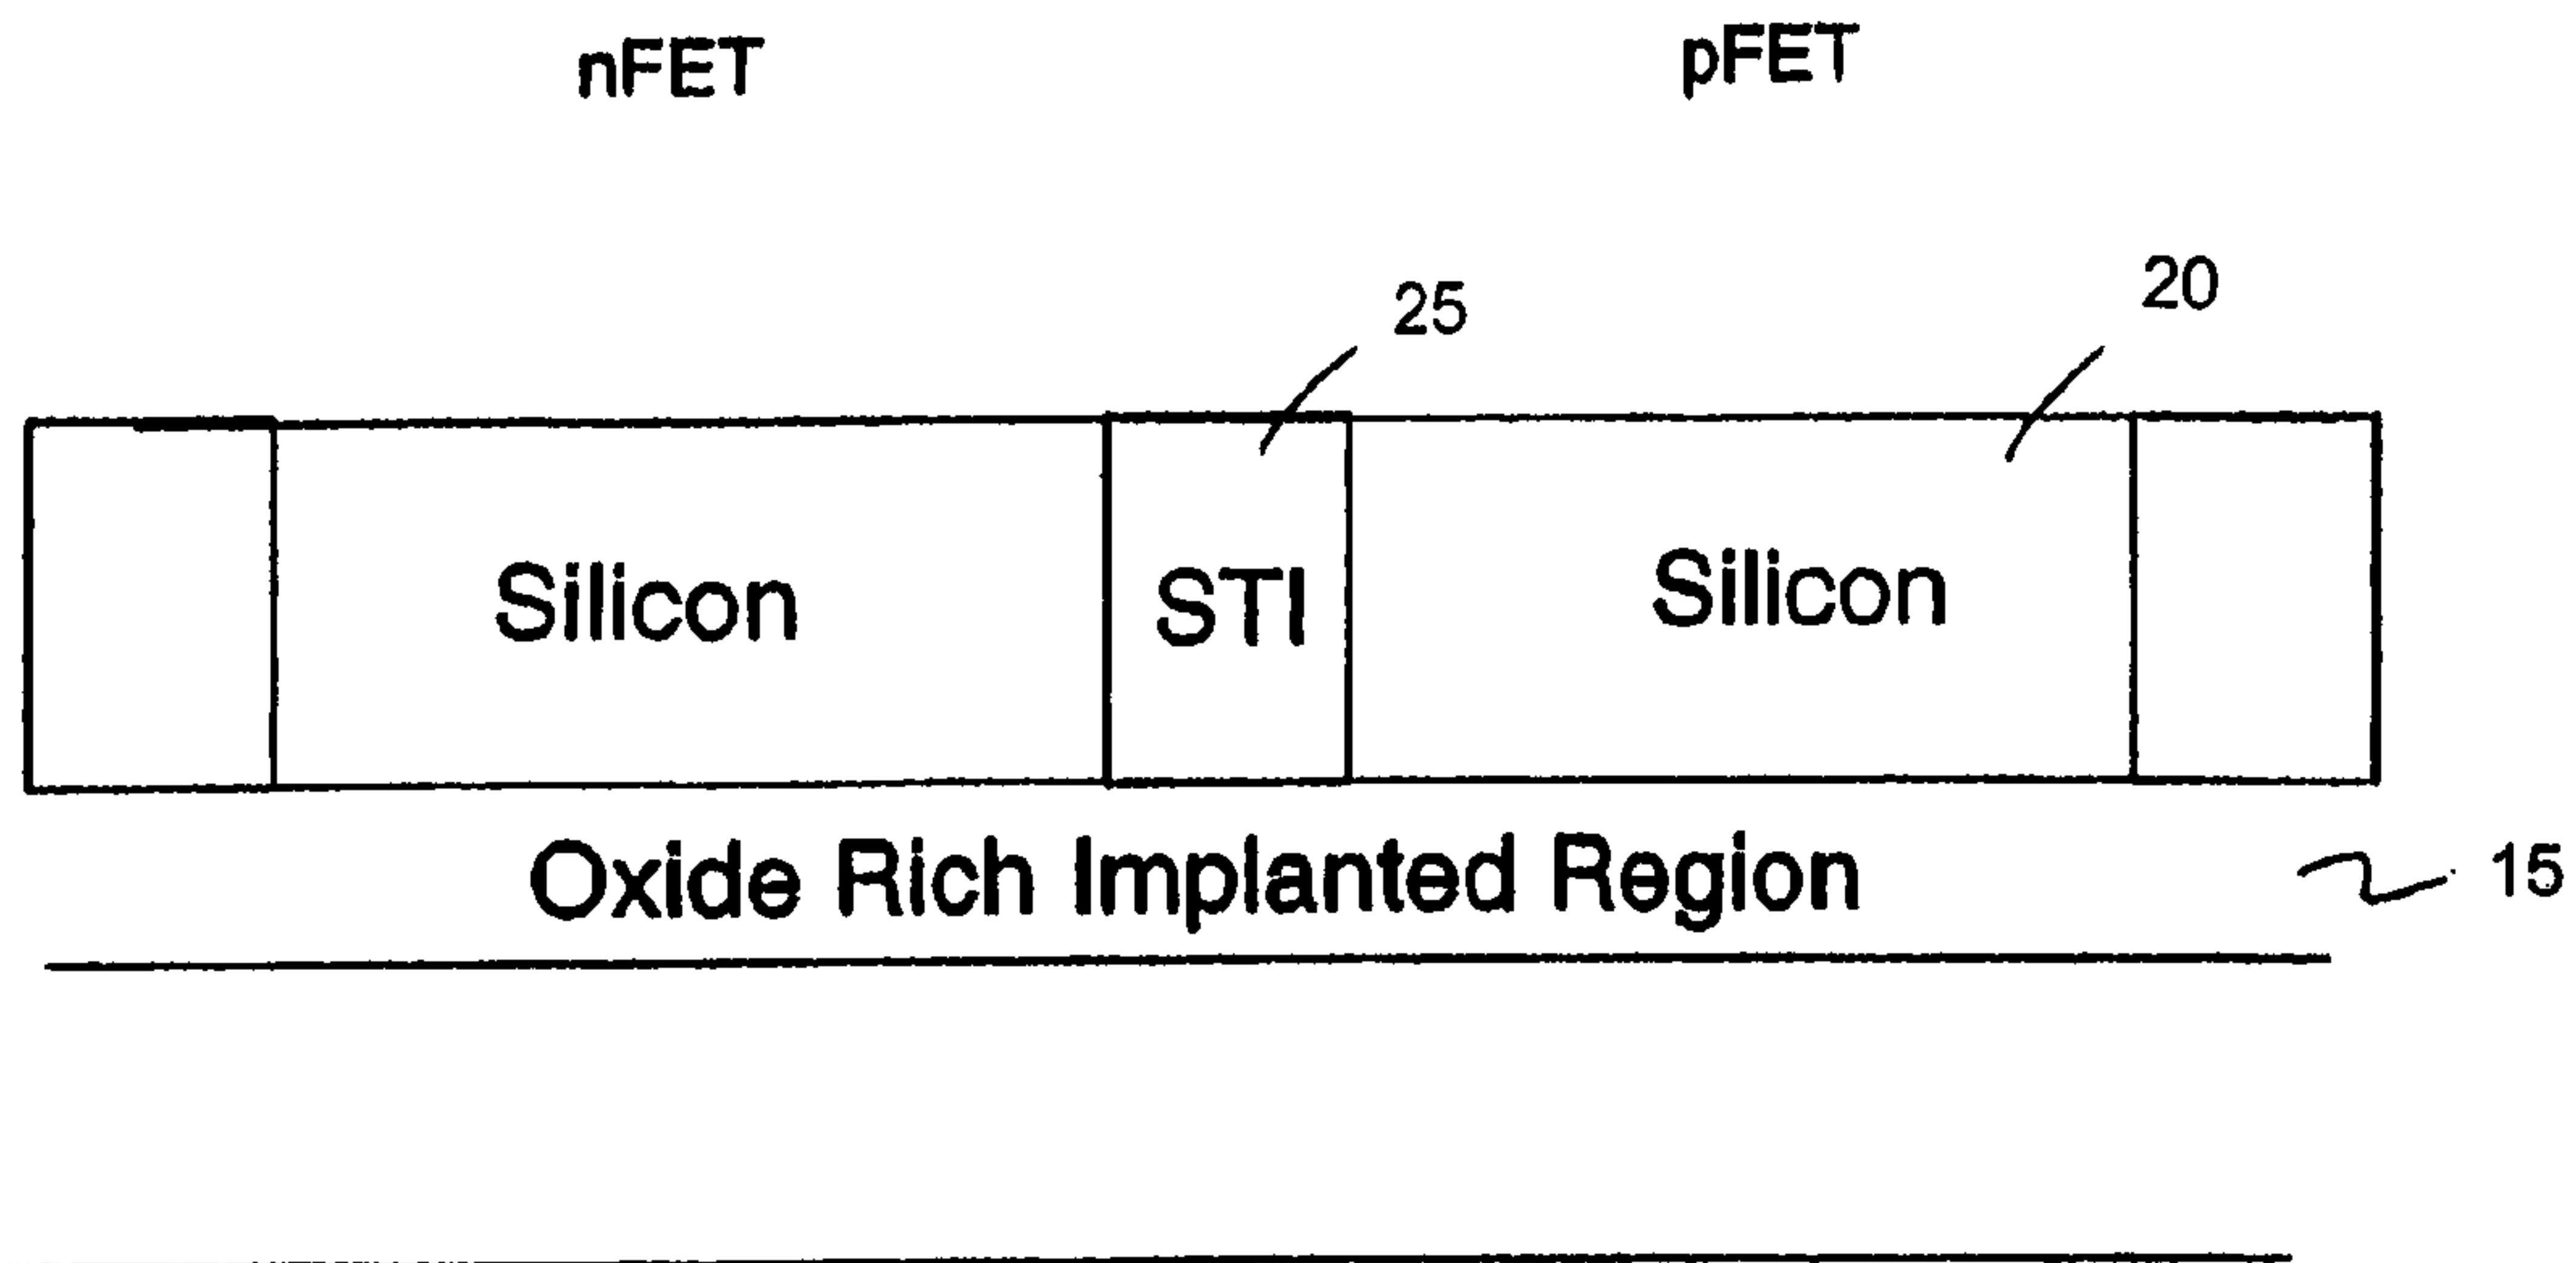 nFET
pFET
25
20
Silicon
STI
Silicon
Oxide Rich Implanted Region
15